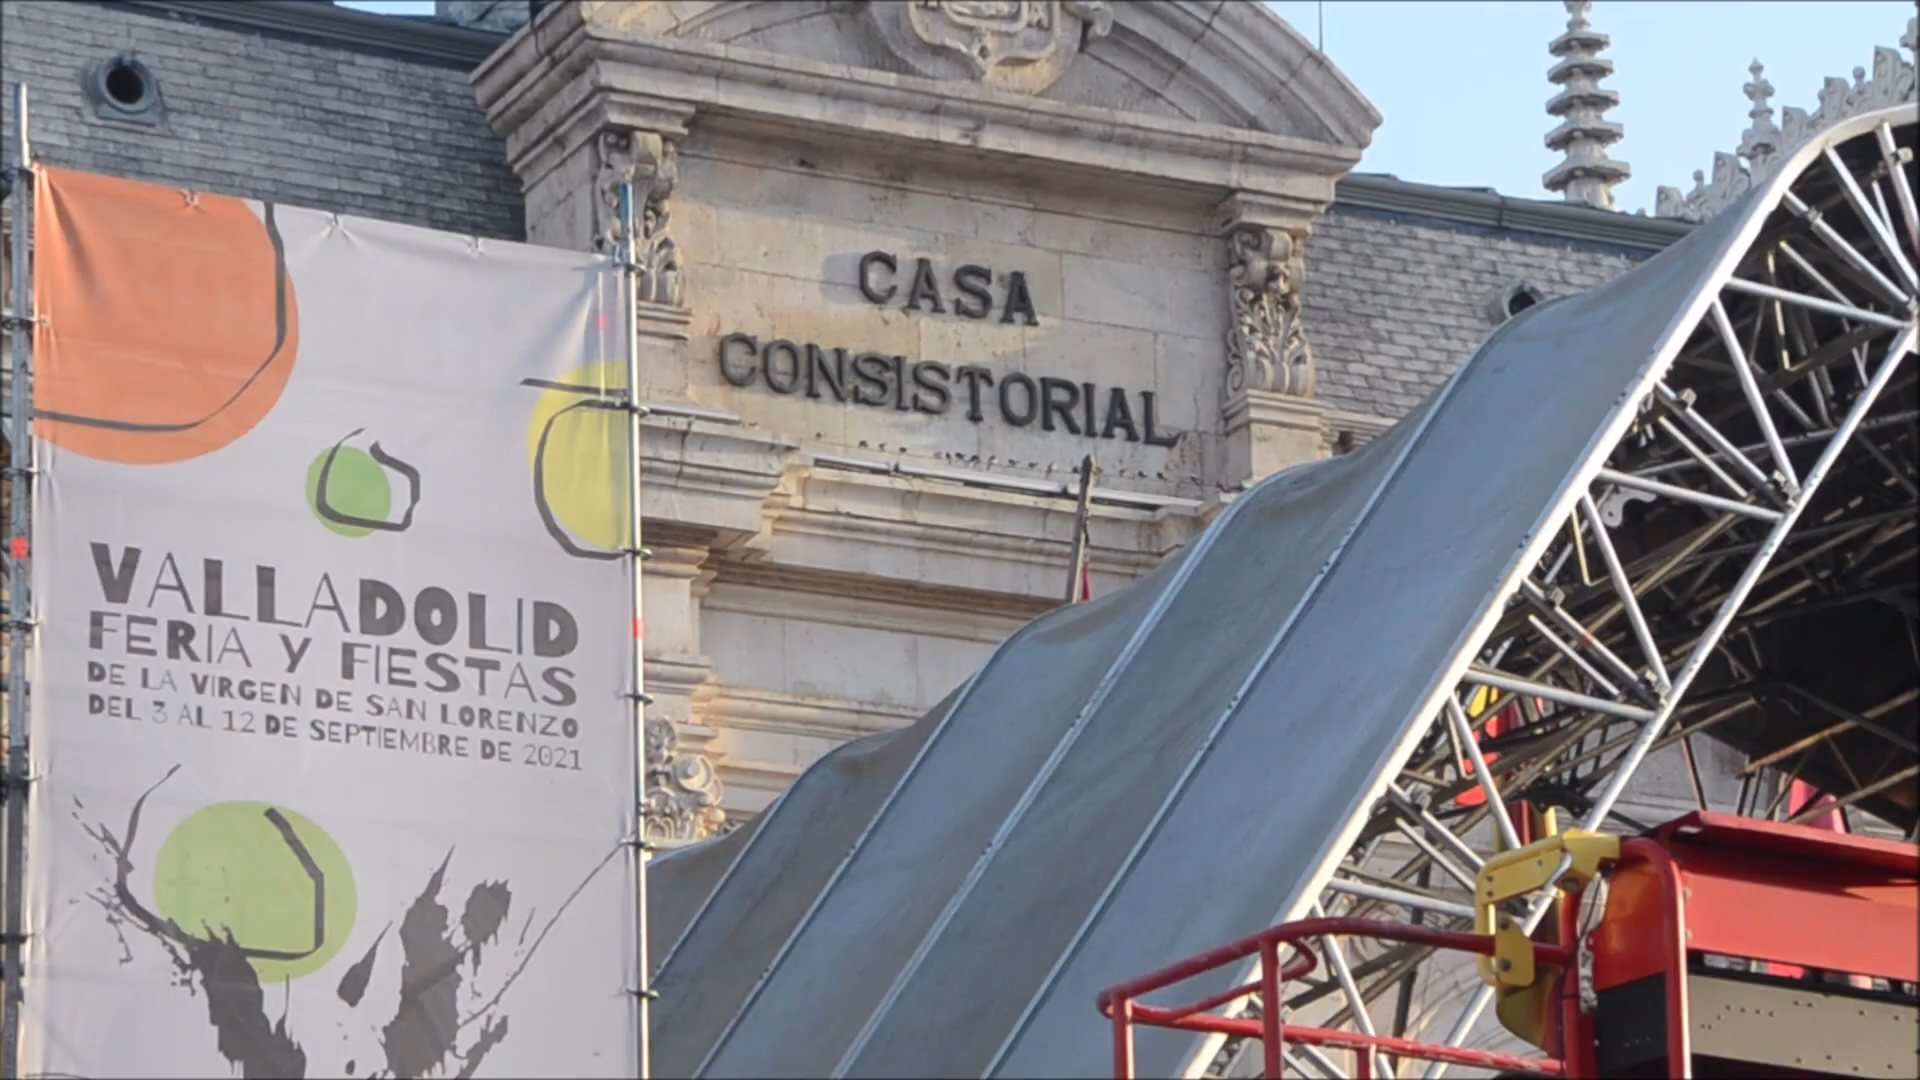 CASA
CONSISTORIAL
VALLADOLID
FERIA Y FIESTAS
DE LA VIRGEN DE SAN LORENZO
DEL 3 AL 12 DE SEPTIEMBRE DE 2021